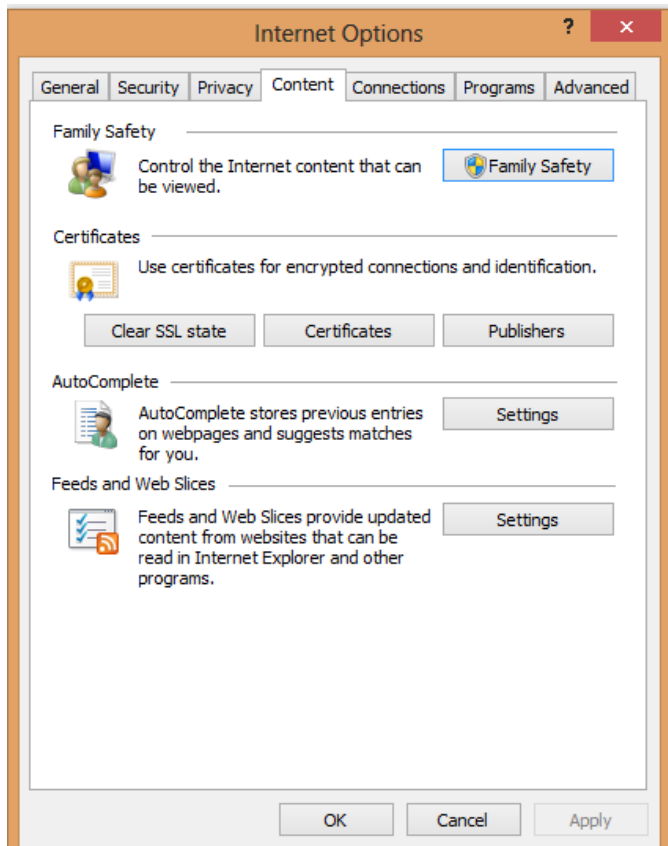 Internet Options
?
General Security Privacy Content Connections Programs Advanced
Family Safety
Control the Internet content that can
be viewed.
Family Safety
Certificates
Use certificates for encrypted connections and identification.
Clear SSL state Certificates Publishers
AutoComplete
AutoComplete stores previous entries
on webpages and suggests matches
for you.
Settings
Feeds and Web Slices
Feeds and Web Slices provide updated
content from websites that can be
read in Internet Explorer and other
programs.
Settings
OK Cancel Apply